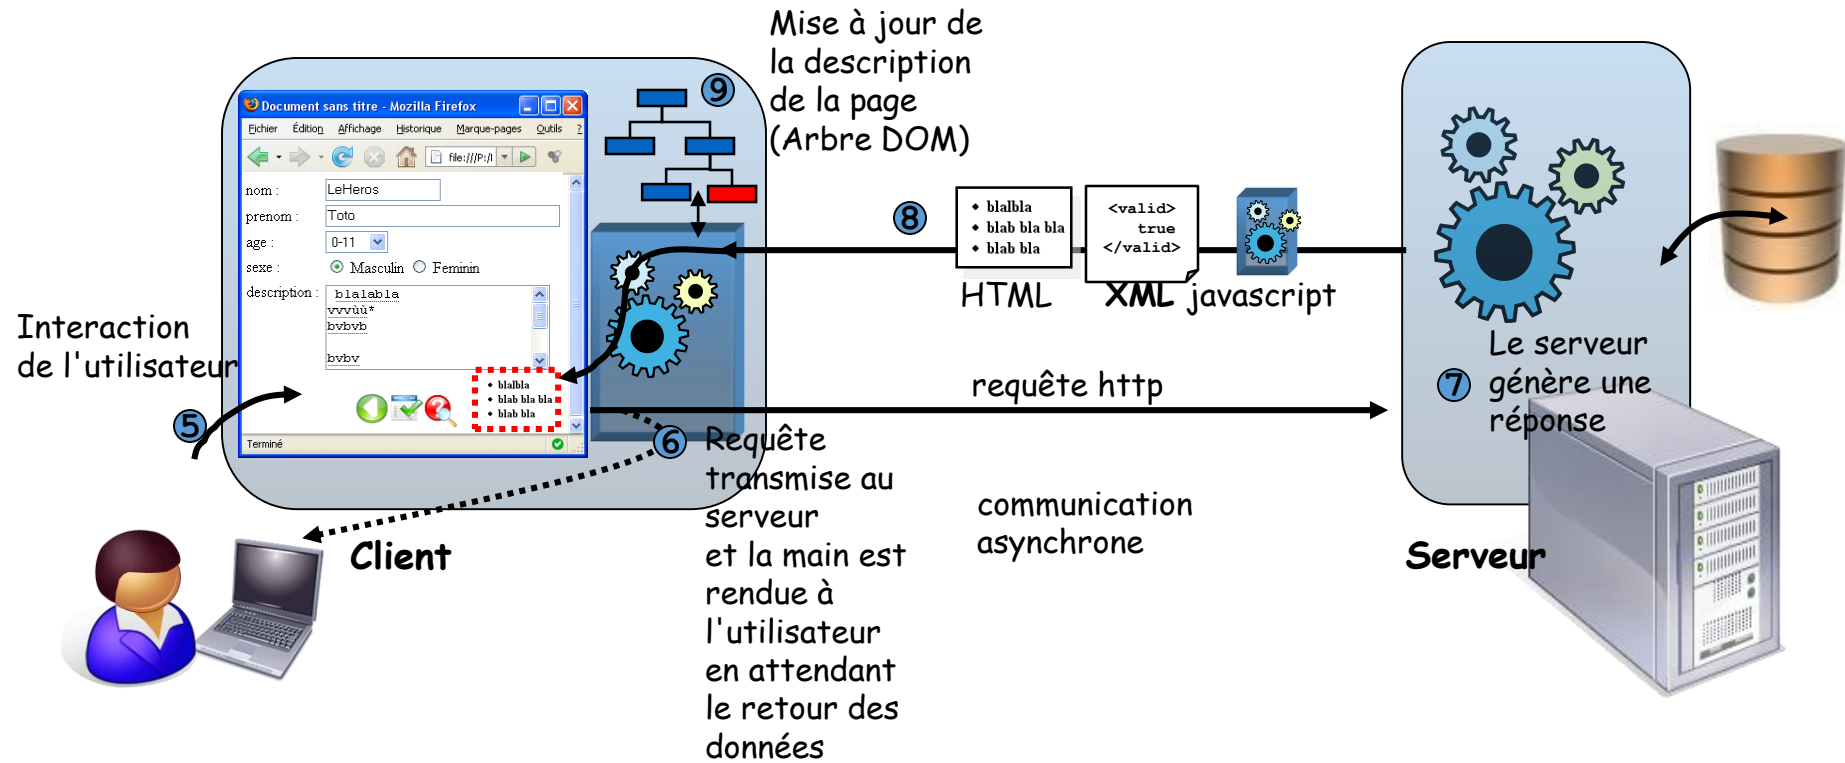 Mise à jour de
la description
de la page
(Arbre DOM)
⑨
Document sans titre - Mozilla Firefox
Fichier Édition Affichage Historique Marque-pages Outils ?
file:///P:/I
nom : LeHeros
prenom : Toto
age : 0-11
sexe : Masculin Feminin
description : blalabla
vvvùù*
bvbvb
bvbv
• blalbla
• blab bla bla
• blab bla
Terminé
Interaction
de l'utilisateur
⑤
⑧
• blalbla
• blab bla bla
• blab bla
HTML
<valid>
true
</valid>
XML
javascript
requête http
⑦
Le serveur
génère une
réponse
⑥
Requête
transmise au
serveur
et la main est
rendue à
l'utilisateur
en attendant
le retour des
données
communication
asynchrone
Client
Serveur